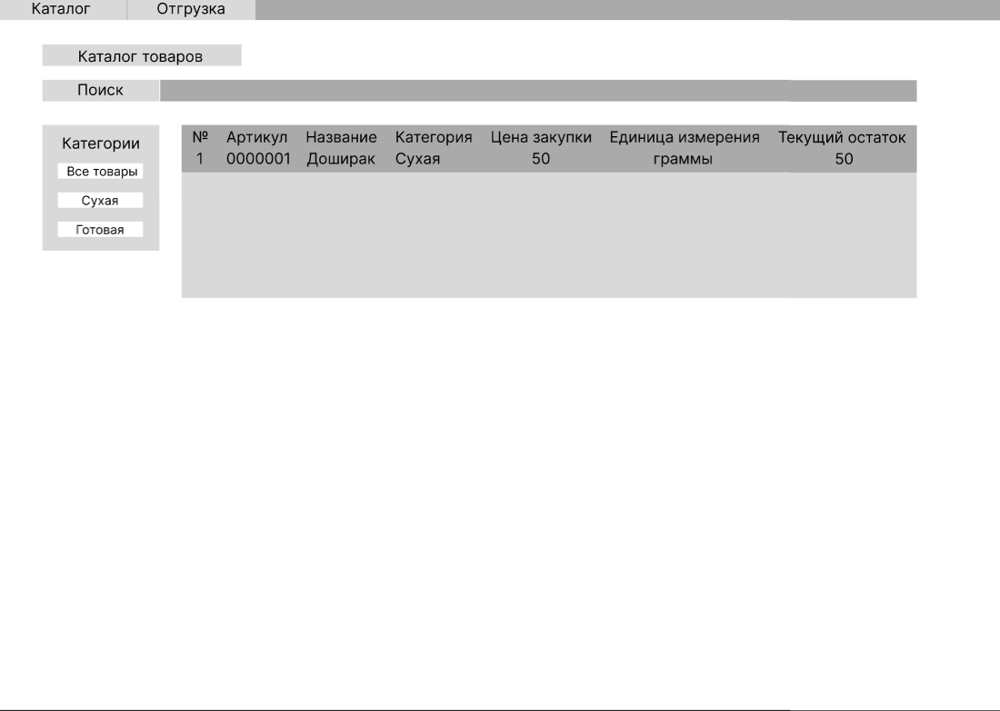 Каталог Отгрузка
Каталог товаров
Поиск
Категории
Все товары
Сухая
Готовая
№ Артикул Название Категория Цена закупки Единица измерения Текущий остаток
1 0000001 Доширак Сухая 50 граммы 50